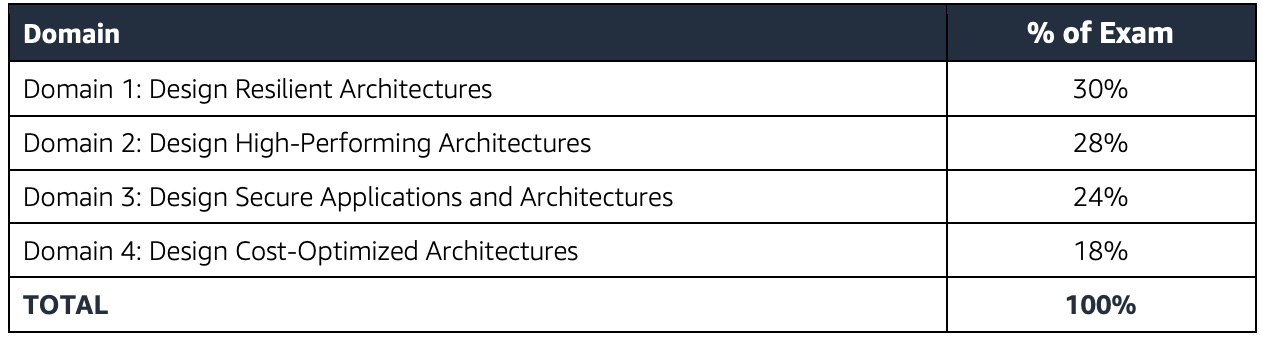 Domain % of Exam
Domain 1: Design Resilient Architectures 30%
Domain 2: Design High-Performing Architectures 28%
Domain 3: Design Secure Applications and Architectures 24%
Domain 4: Design Cost-Optimized Architectures 18%
TOTAL 100%